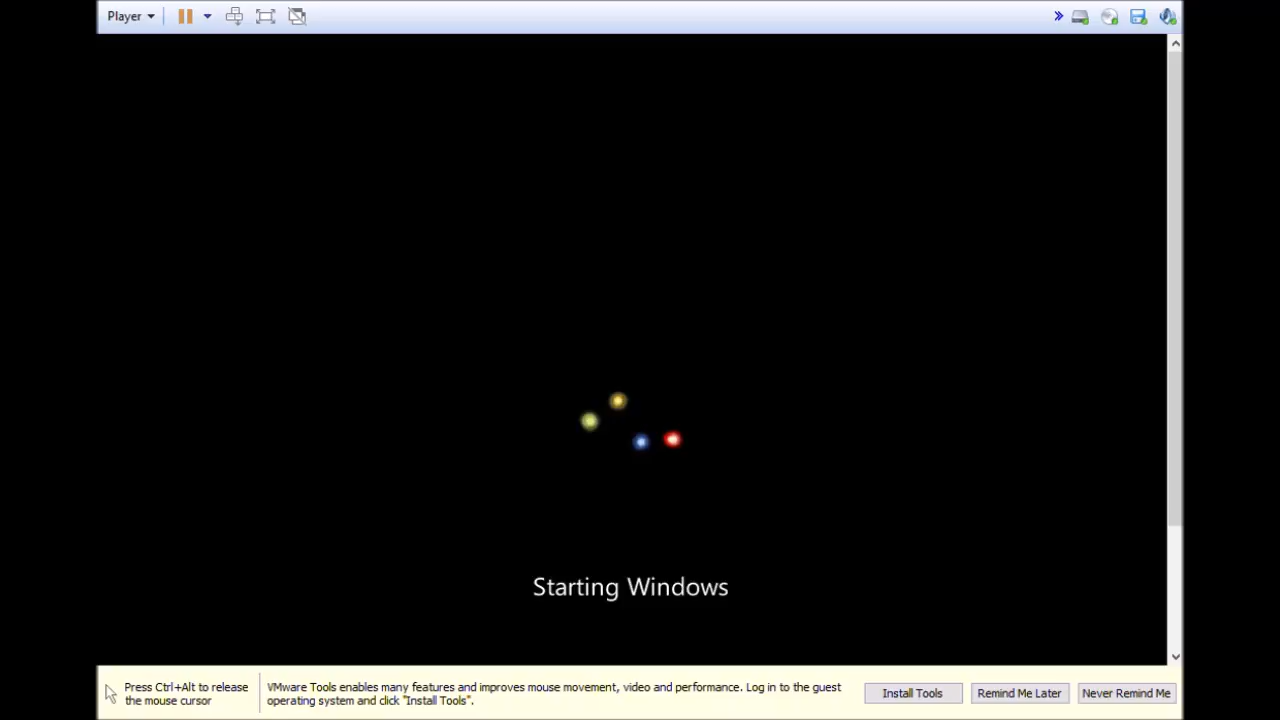 Player
Starting Windows
Press Ctrl+Alt to release
the mouse cursor
VMware Tools enables many features and improves mouse movement, video and performance. Log in to the guest
operating system and click "Install Tools".
Install Tools
Remind Me Later
Never Remind Me